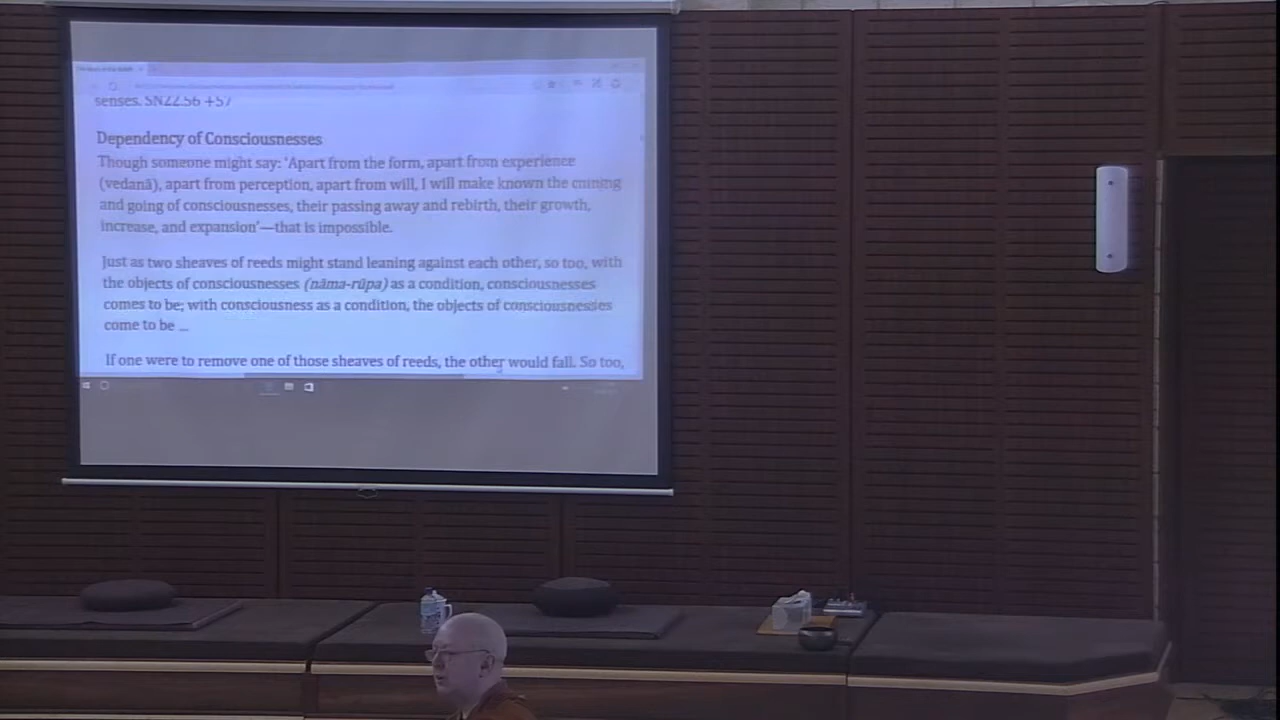 senses. SN22.56 +57
Dependency of Consciousnesses
Though someone might say: ‘Apart from the form, apart from experience
(vedanā), apart from perception, apart from will, I will make known the coming
and going of consciousnesses, their passing away and rebirth, their growth,
increase, and expansion’—that is impossible.
Just as two sheaves of reeds might stand leaning against each other, so too, with
the objects of consciousnesses (nāma-rūpa) as a condition, consciousnesses
comes to be; with consciousness as a condition, the objects of consciousnesses
come to be ...
If one were to remove one of those sheaves of reeds, the other would fall. So too,